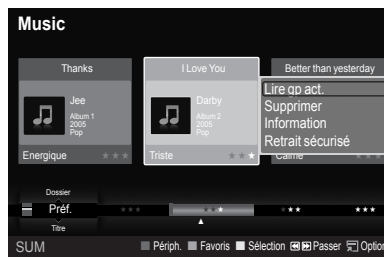 Music
Thanks
I Love You
Better than yesterday
Jee
Album 1
2005
Pop
Energique
Darby
Album 2
2005
Pop
Triste
Calme
Lire gp act.
Supprimer
Information
Retrait sécurisé
Dossier
Préf.
Titre
SUM
Périph.
Favoris
Sélection
Passer
Option